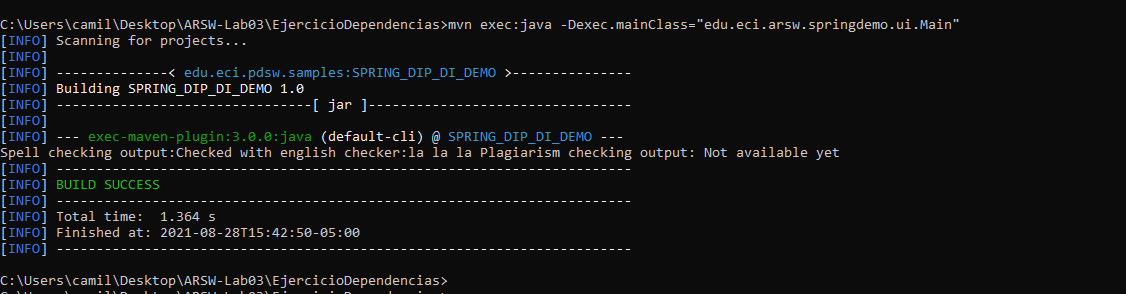 C:\Users\camil\Desktop\ARSW-Lab03\EjercicioDependencias>mvn exec:java -Dexec.mainClass="edu.eci.arsw.springdemo.ui.Main"
[INFO] Scanning for projects...
[INFO]
[INFO] --------------< edu.eci.pdsw.samples:SPRING_DIP_DI_DEMO >---------------
[INFO] Building SPRING_DIP_DI_DEMO 1.0
[INFO] --------------------------------[ jar ]---------------------------------
[INFO]
[INFO] --- exec-maven-plugin:3.0.0:java (default-cli) @ SPRING_DIP_DI_DEMO ---
Spell checking output:Checked with english checker:la la la Plagiarism checking output: Not available yet
[INFO] ------------------------------------------------------------------------
[INFO] BUILD SUCCESS
[INFO] ------------------------------------------------------------------------
[INFO] Total time:  1.364 s
[INFO] Finished at: 2021-08-28T15:42:50-05:00
[INFO] ------------------------------------------------------------------------
C:\Users\camil\Desktop\ARSW-Lab03\EjercicioDependencias>